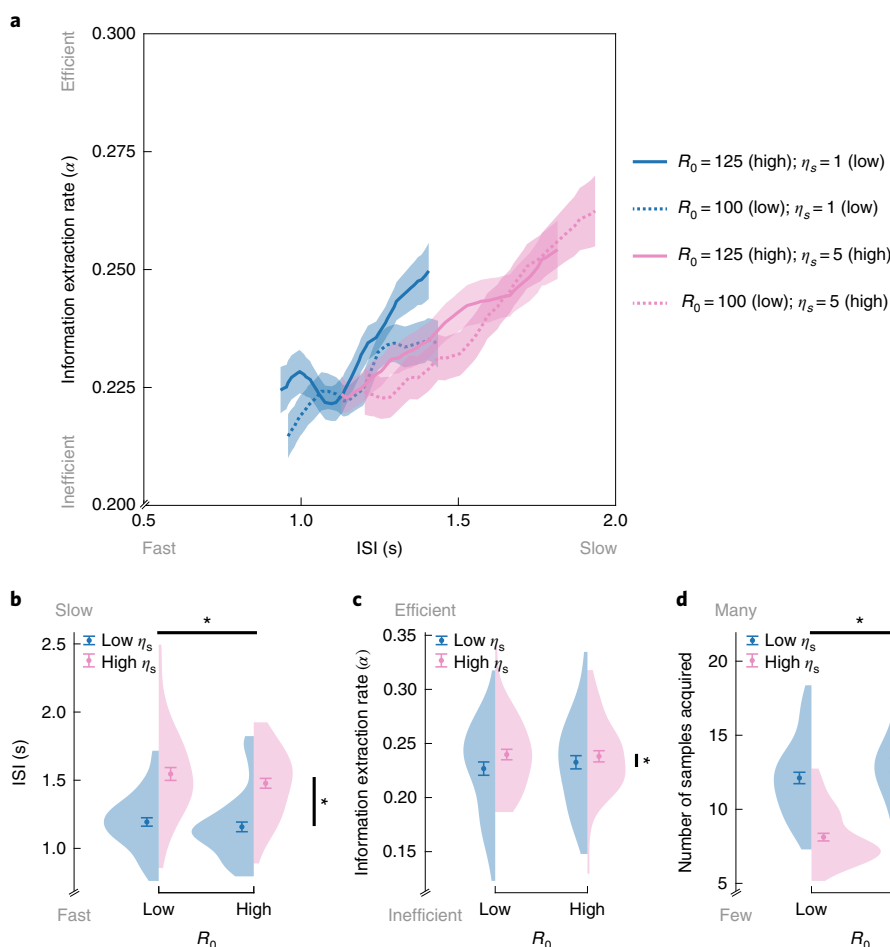 a
Efficient
Inefficient
Information extraction rate (α)
0.300
0.275
0.250
0.225
0.200
0.5
1.0
1.5
2.0
Fast
ISI (s)
Slow
R0 = 125 (high); ηs = 1 (low)
R0 = 100 (low); ηs = 1 (low)
R0 = 125 (high); ηs = 5 (high)
R0 = 100 (low); ηs = 5 (high)
b
Slow
*
Low ηs
High ηs
ISI (s)
2.5
2.0
1.5
1.0
*
Fast
Low
High
R0
c
Efficient
Low ηs
High ηs
Information extraction rate (α)
0.35
0.30
0.25
0.20
0.15
*
Inefficient
Low
High
R0
d
Many
*
Low ηs
High ηs
Number of samples acquired
20
15
10
5
Few
Low
R0